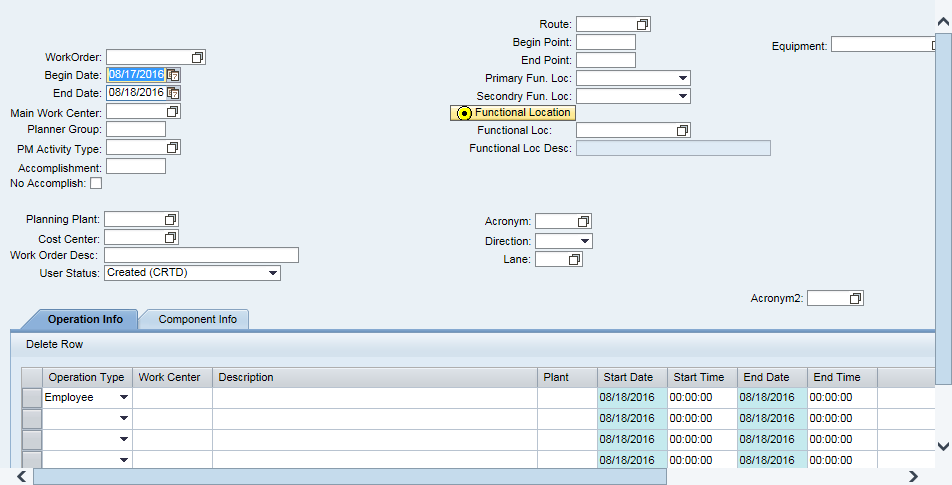 Route:
Begin Point:
Equipment:
WorkOrder:
End Point:
Begin Date: 08/17/2016
Primary Fun. Loc:
End Date: 08/18/2016
Secondry Fun. Loc:
Main Work Center:
Functional Location
Planner Group:
Functional Loc:
PM Activity Type:
Functional Loc Desc:
Accomplishment:
No Accomplish:
Planning Plant:
Acronym:
Cost Center:
Direction:
Work Order Desc:
Lane:
User Status: Created (CRTD)
Acronym2:
Operation Info Component Info
Delete Row
Operation Type Work Center Description Plant Start Date Start Time End Date End Time
Employee 08/18/2016 00:00:00 08/18/2016 00:00:00
08/18/2016 00:00:00 08/18/2016 00:00:00
08/18/2016 00:00:00 08/18/2016 00:00:00
08/18/2016 00:00:00 08/18/2016 00:00:00